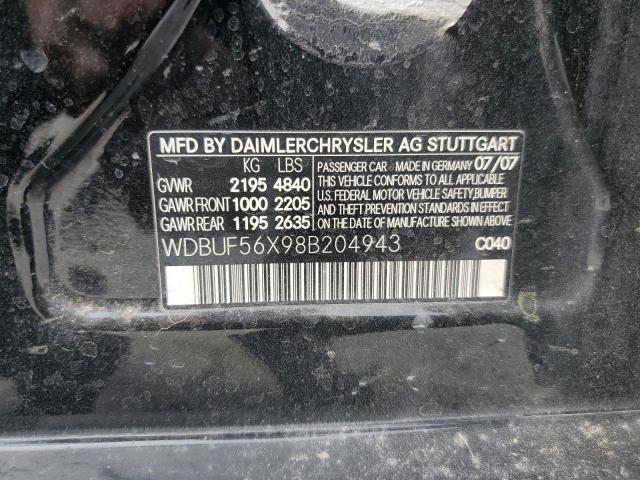 MFD BY DAIMLERCHRYSLER AG STUTTGART
KG LBS PASSENGER CAR MADE IN GERMANY 07/07
GVWR 2195 4840 THIS VEHICLE CONFORMS TO ALL APPLICABLE
U.S. FEDERAL MOTOR VEHICLE SAFETY, BUMPER
GAWR FRONT 1000 2205 AND THEFT PREVENTION STANDARDS IN EFFECT
GAWR REAR 1195 2635 ON THE DATE OF MANUFACTURE SHOWN ABOVE.
WDBUF56X98B204943 C040